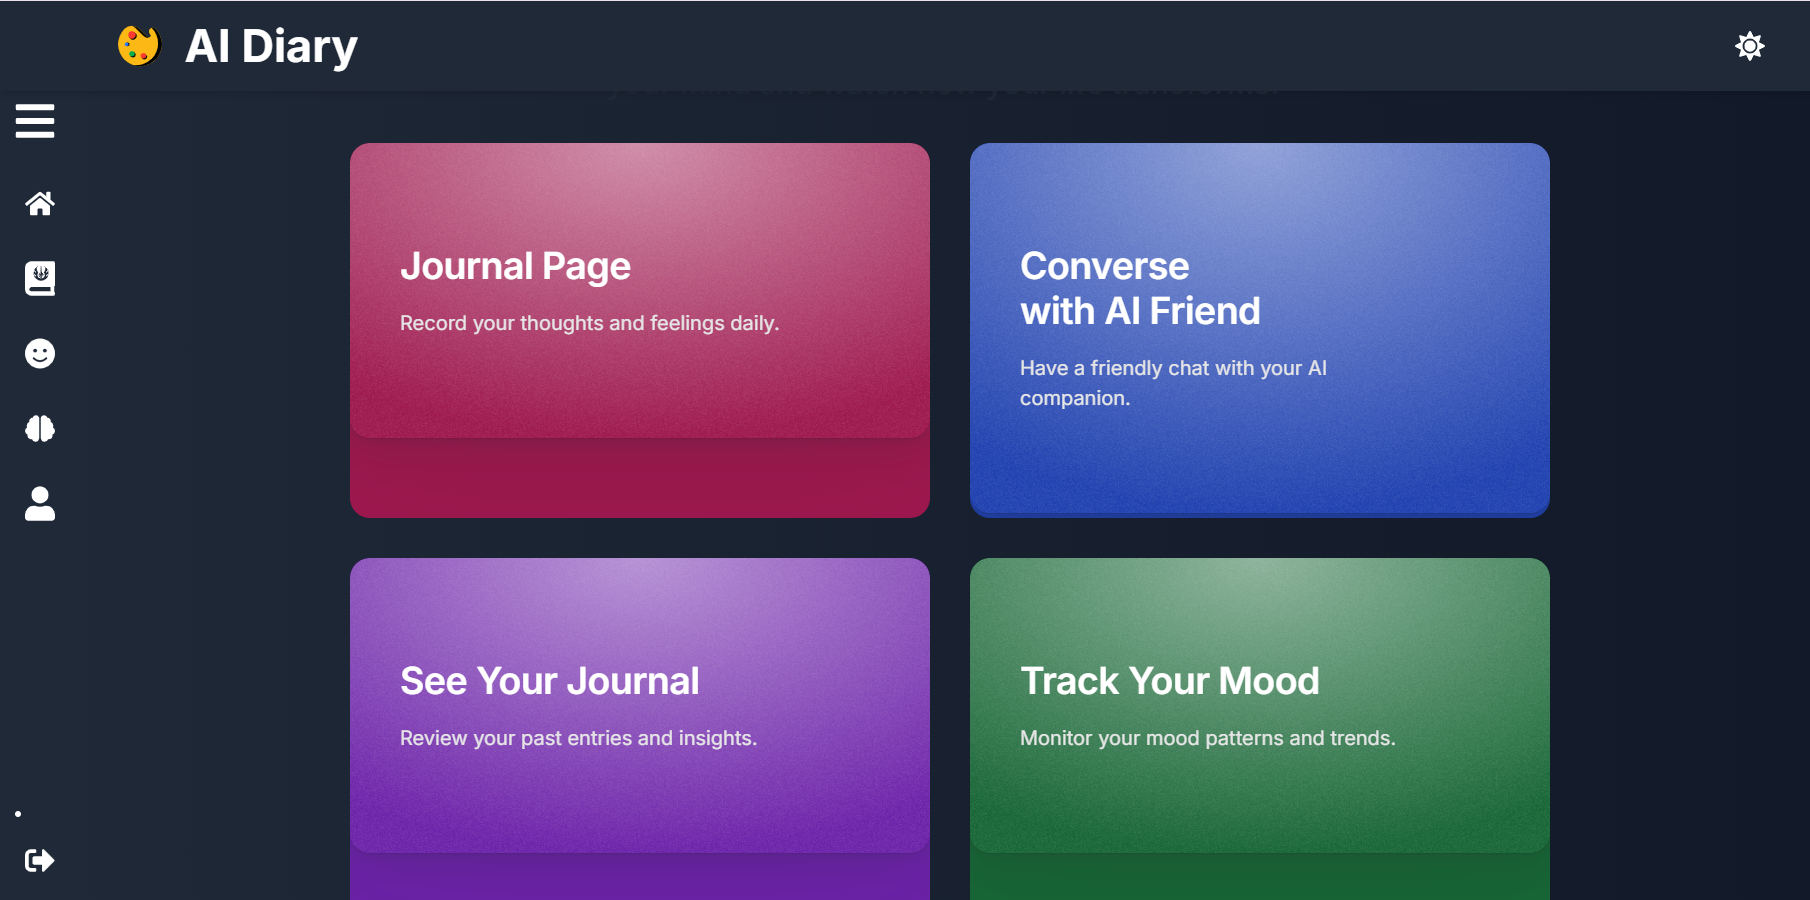 AI Diary
Journal Page
Record your thoughts and feelings daily.
Converse
with AI Friend
Have a friendly chat with your AI
companion.
See Your Journal
Review your past entries and insights.
Track Your Mood
Monitor your mood patterns and trends.